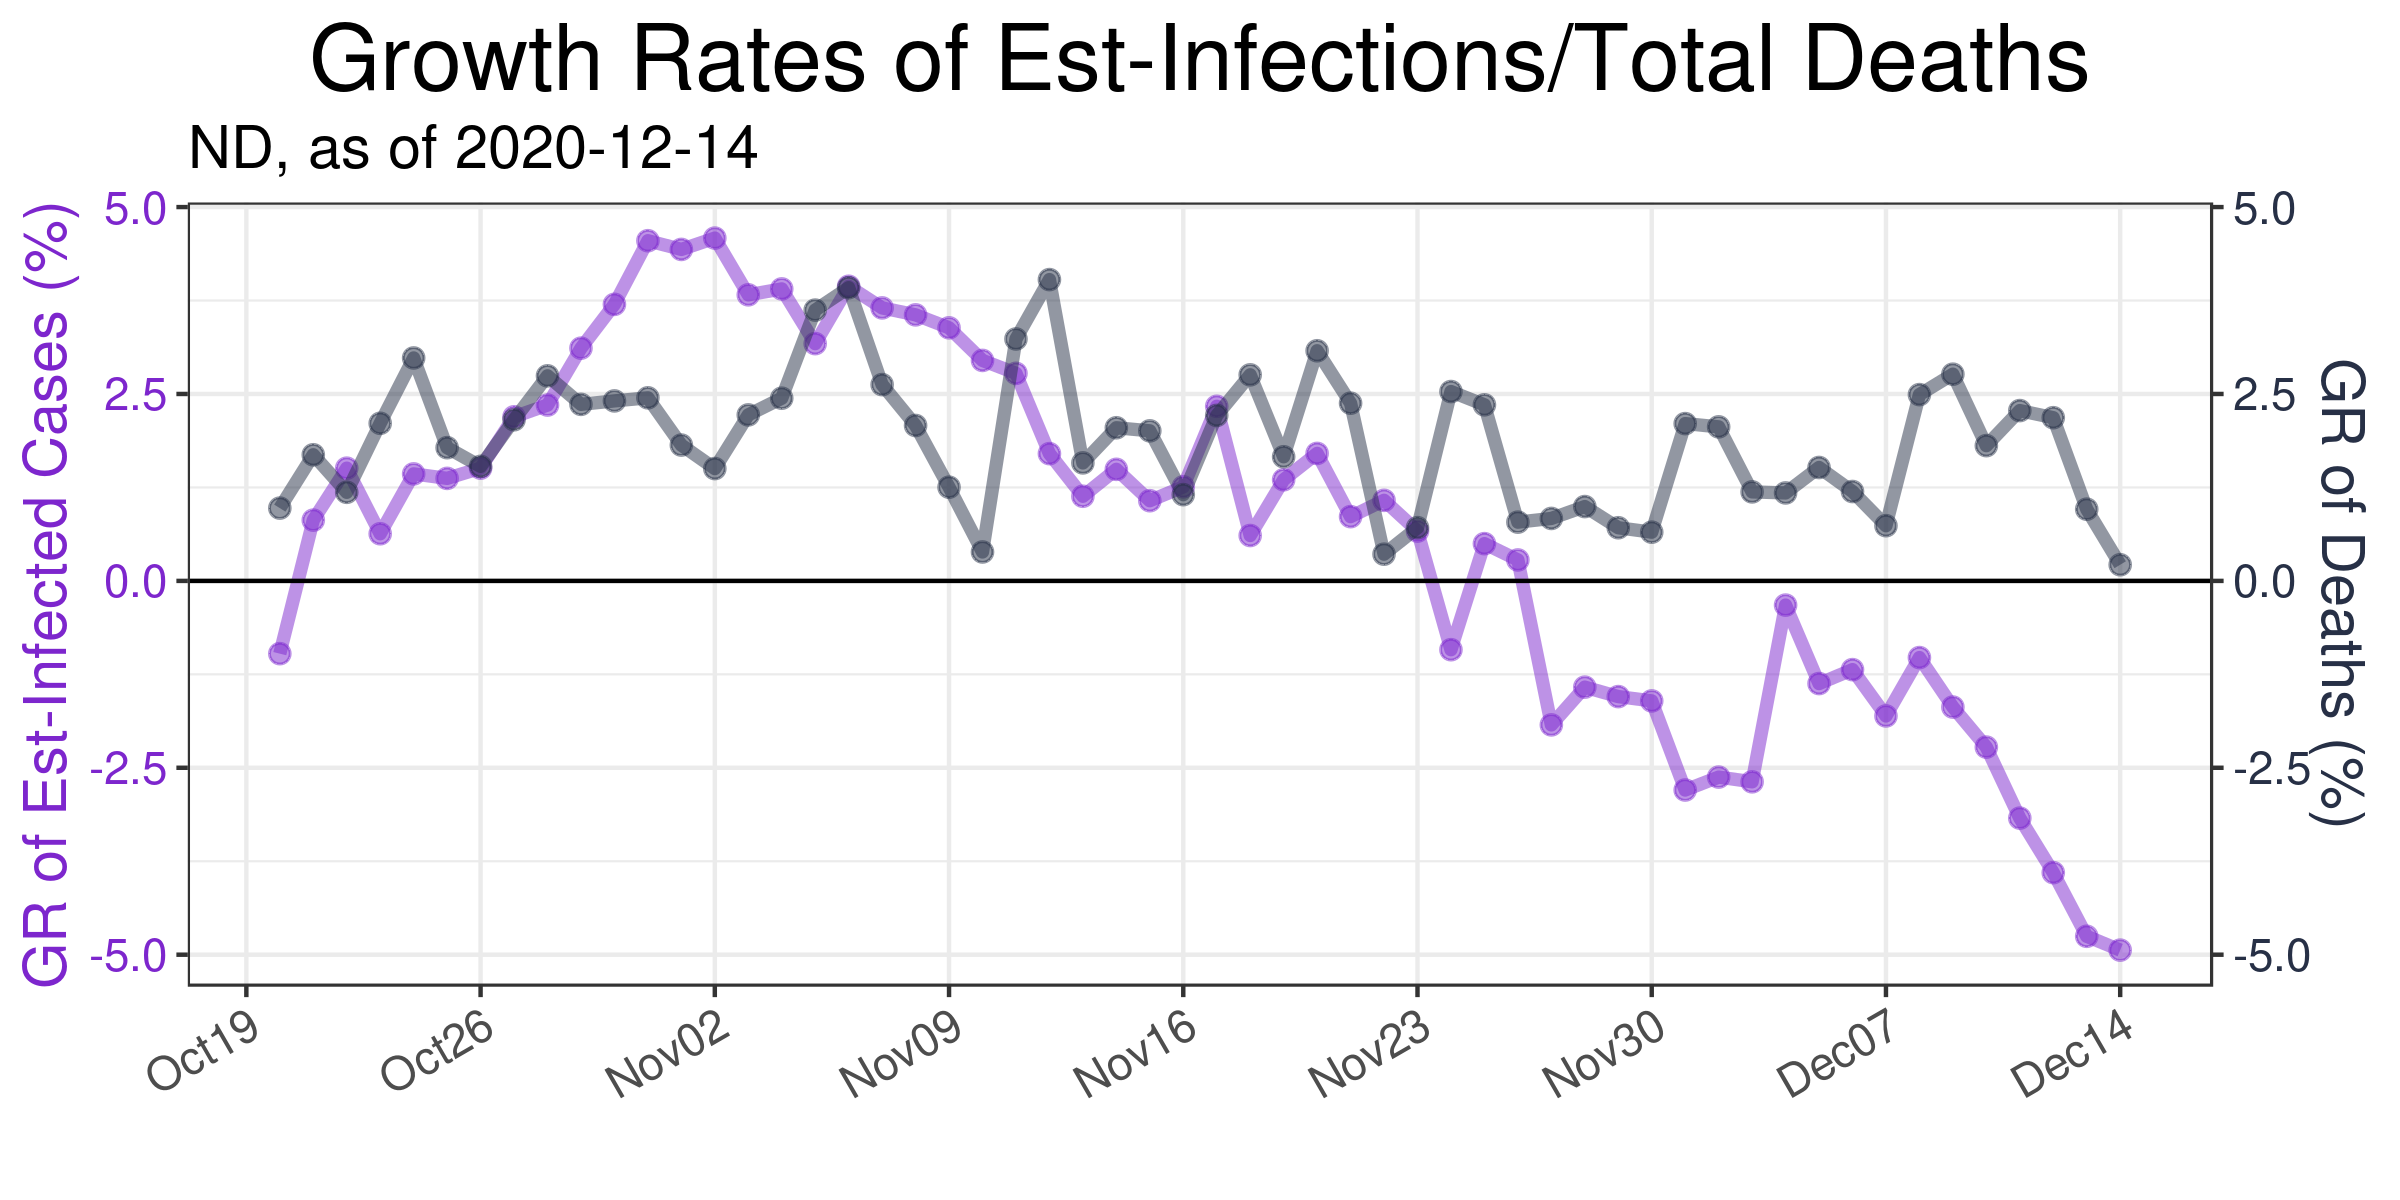 Growth Rates of Est-Infections/Total Deaths
ND, as of 2020-12-14
GR of Est-Infected Cases (%)
5.0
2.5
0.0
-2.5
-5.0
5.0
2.5
0.0
-2.5
-5.0
GR of Deaths (%)
Oct19
Oct26
Nov02
Nov09
Nov16
Nov23
Nov30
Dec07
Dec14